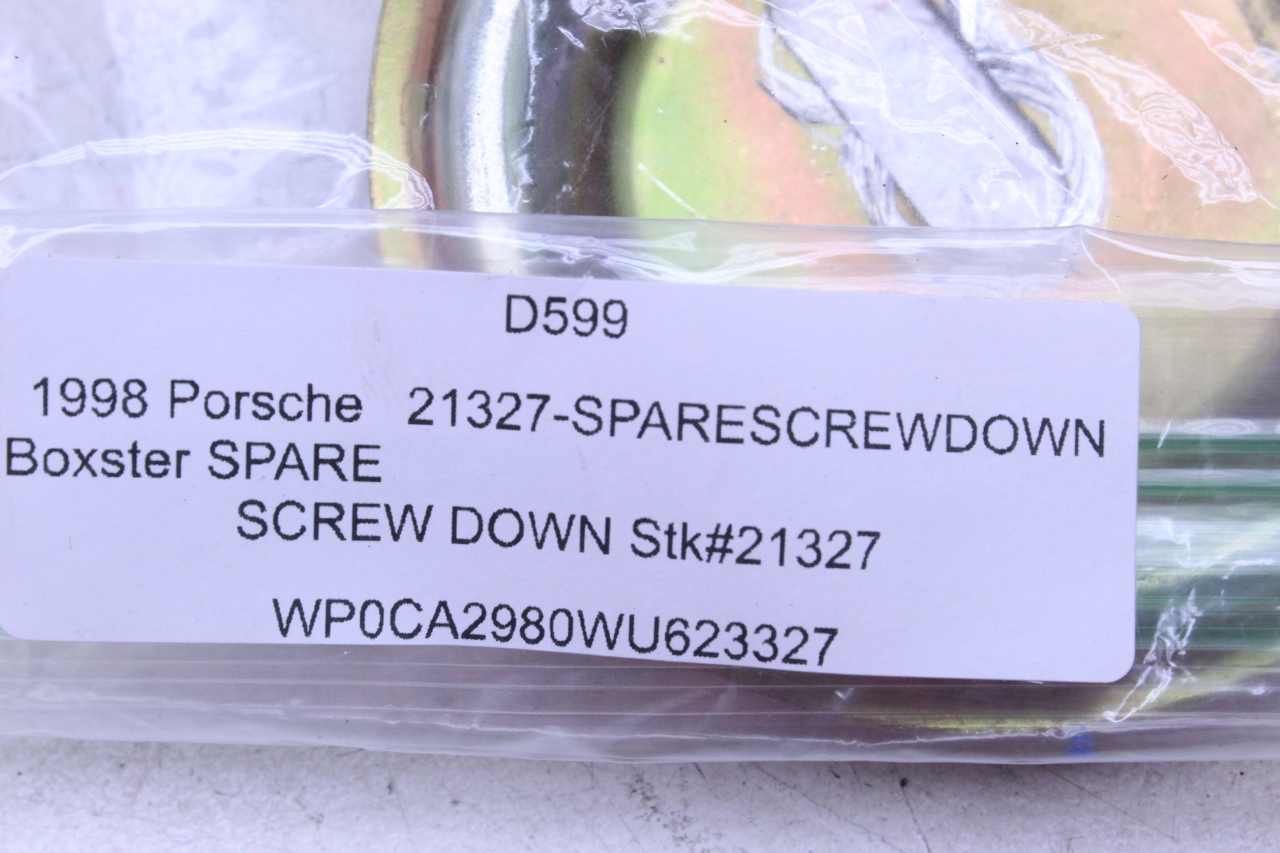 D599
1998 Porsche 21327-SPARESCREWDOWN
Boxster SPARE
SCREW DOWN Stk#21327
WP0CA2980WU623327